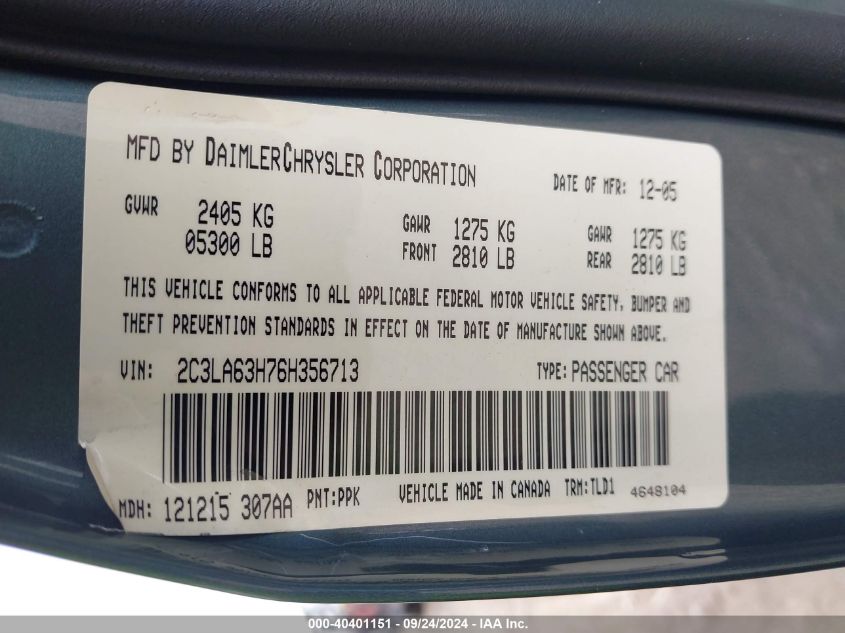 MFD BY DAIMLERCHRYSLER CORPORATION
DATE OF MFR: 12-05
GVWR 2405 KG
05300 LB
GAWR 1275 KG
FRONT 2810 LB
GAWR 1275 KG
REAR 2810 LB
THIS VEHICLE CONFORMS TO ALL APPLICABLE FEDERAL MOTOR VEHICLE SAFETY, BUMPER AND
THEFT PREVENTION STANDARDS IN EFFECT ON THE DATE OF MANUFACTURE SHOWN ABOVE.
VIN: 2C3LA63H76H356713 TYPE: PASSENGER CAR
MDH: 121215 307AA PNT:PPK VEHICLE MADE IN CANADA TRM:TLD1 4648104
000-40401151 - 09/24/2024 - IAA Inc.